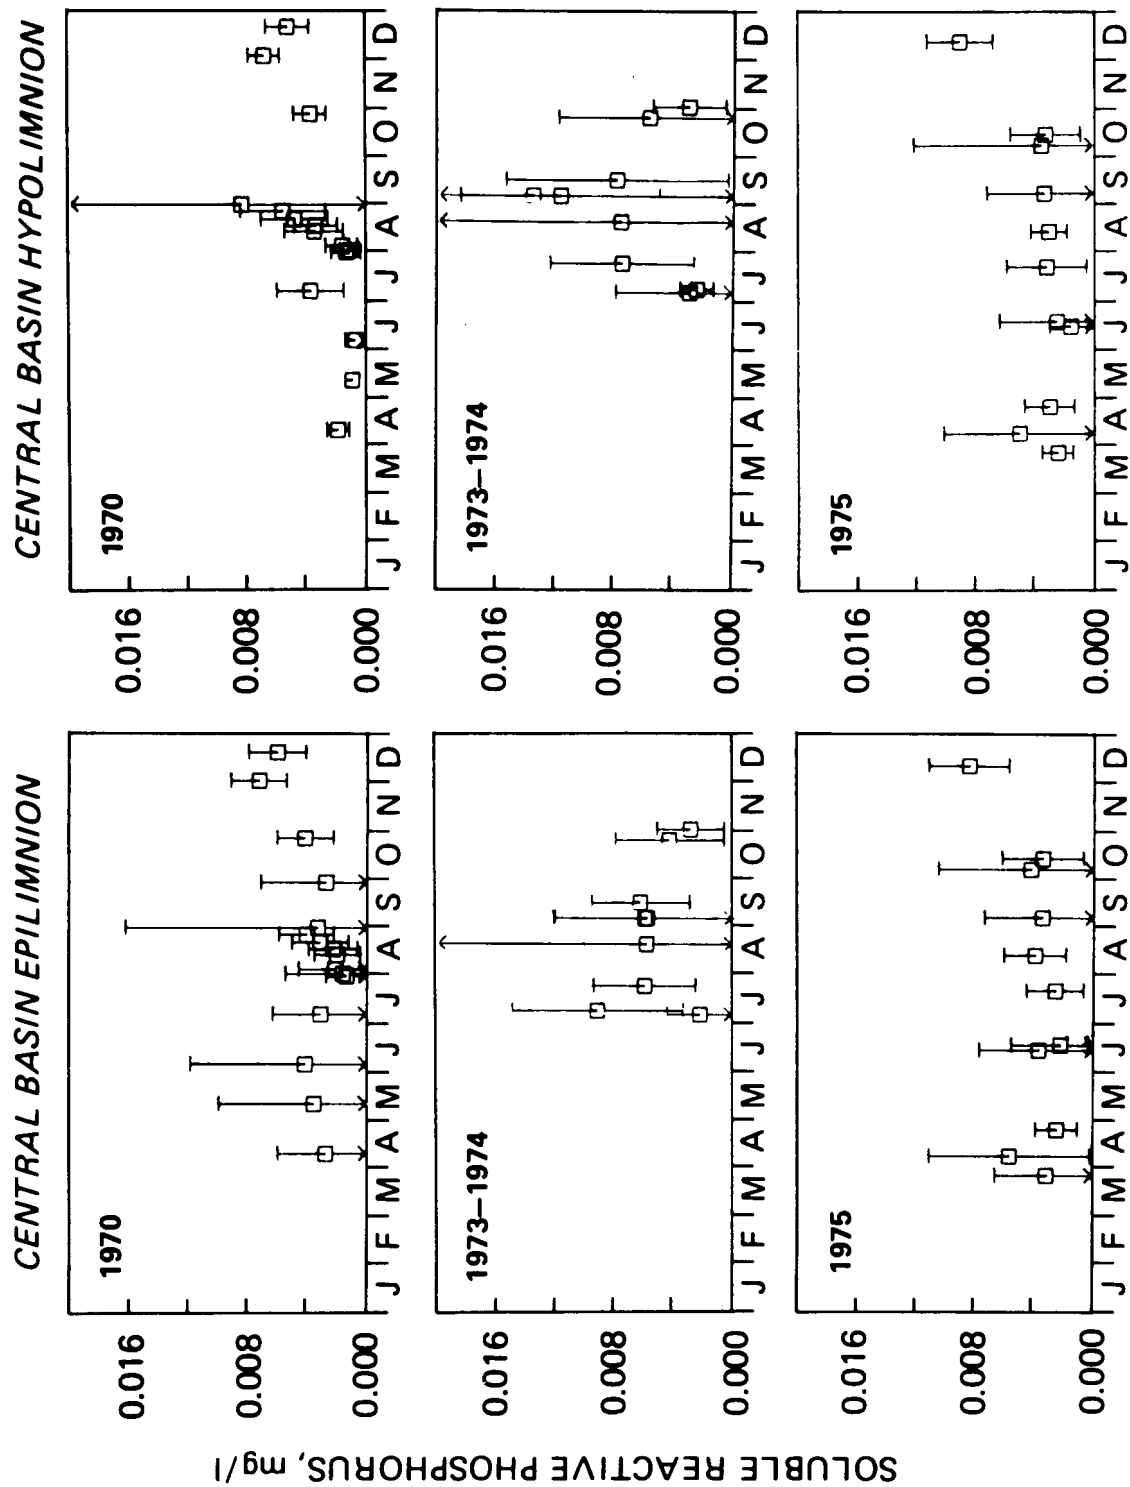 CENTRAL BASIN EPILIMNION
CENTRAL BASIN HYPOLIMNION
SOLUBLE REACTIVE PHOSPHORUS, mg/l
0.016
0.008
0.000
1970
J F M A M J J A S O N D
0.016
0.008
0.000
1970
J F M A M J J A S O N D
0.016
0.008
0.000
1973–1974
J F M A M J J A S O N D
0.016
0.008
0.000
1973–1974
J F M A M J J A S O N D
0.016
0.008
0.000
1975
J F M A M J J A S O N D
0.016
0.008
0.000
1975
J F M A M J J A S O N D